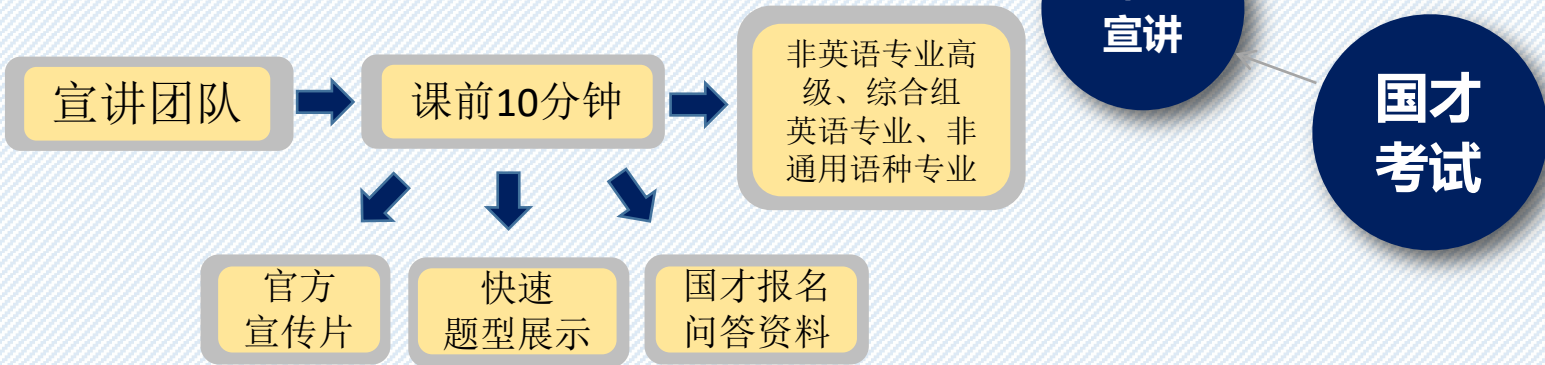 宣讲
国才
考试
宣讲团队
课前10分钟
非英语专业高
级、综合组
英语专业、非
通用语种专业
官方
宣传片
快速
题型展示
国才报名
问答资料